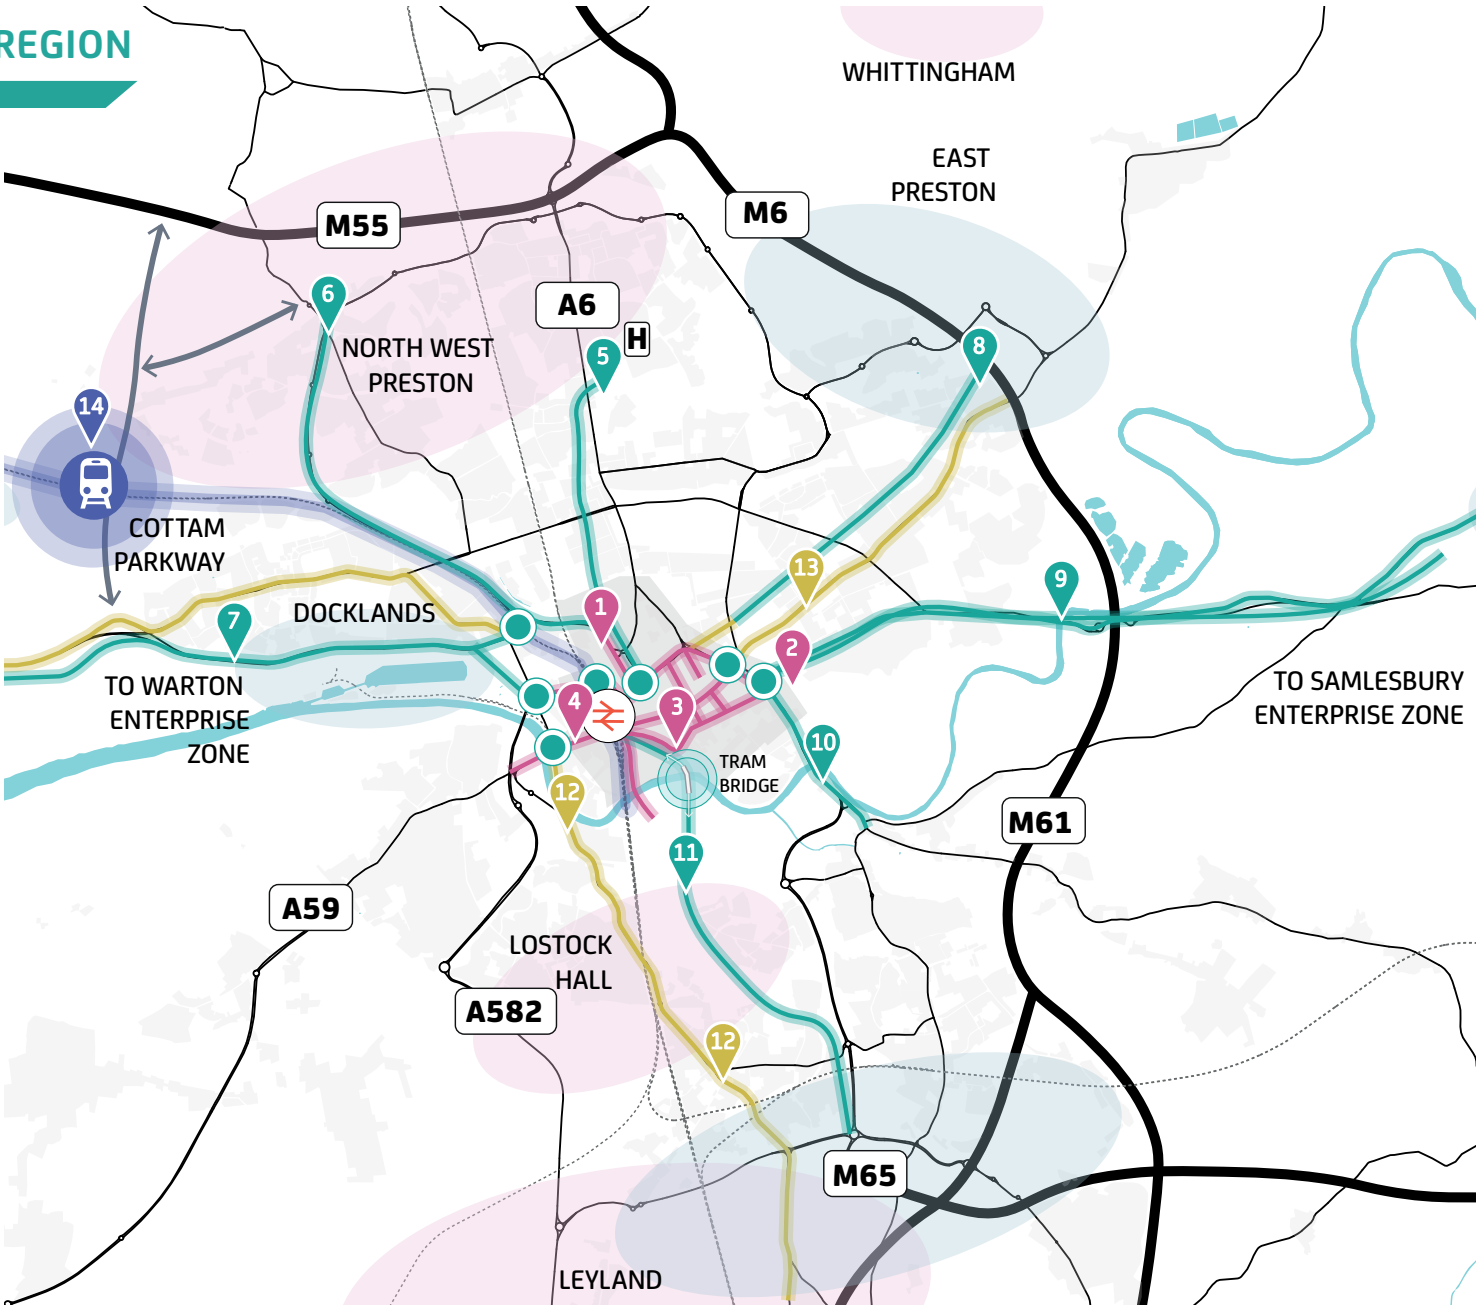 REGION
WHITTINGHAM
EAST
PRESTON
M6
M55
6
A6
H
5
8
NORTH WEST
PRESTON
14
COTTAM
PARKWAY
13
9
DOCKLANDS
1
7
2
TO WARTON
ENTERPRISE
ZONE
4
3
TO SAMLESBURY
ENTERPRISE ZONE
10
TRAM
BRIDGE
12
M61
11
A59
LOSTOCK
HALL
A582
12
M65
LEYLAND